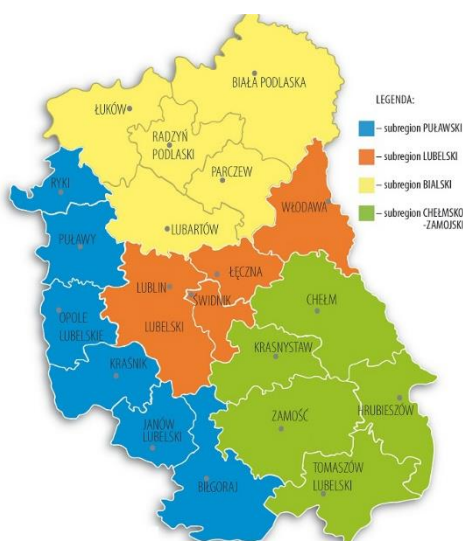 BIAŁA PODLASKA
ŁUKÓW
RADZYŃ
PODLASKI
PARCZEW
LUBARTÓW
RYKI
PUŁAWY
OPOLE
LUBELSKIE
KRAŚNIK
JANÓW
LUBELSKI
BIŁGORAJ
WŁODAWA
ŁĘCZNA
LUBLIN
ŚWIDNIK
LUBELSKI
CHEŁM
KRASNYSTAW
ZAMOŚĆ
HRUBIESZÓW
TOMASZÓW
LUBELSKI
LEGENDA:
– subregion PUŁAWSKI
– subregion LUBELSKI
– subregion BIALSKI
– subregion CHEŁMSKO
-ZAMOJSKI